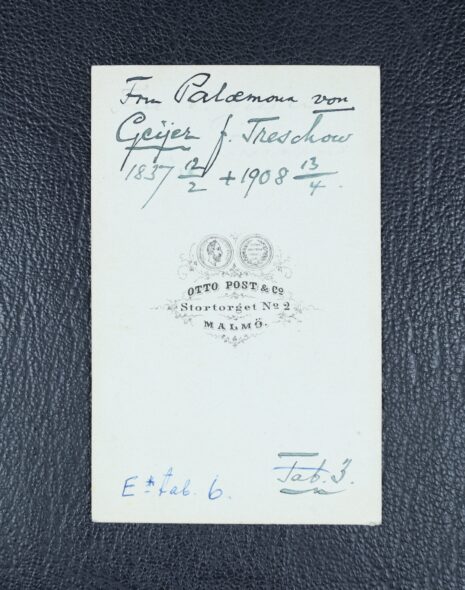 Fru Palæmona von
Geijer f. Treschow
1837 12/2 + 1908 13/4.
OTTO POST & Co
Stortorget No 2
MALMÖ.
Tab. 3.
tab. 6.